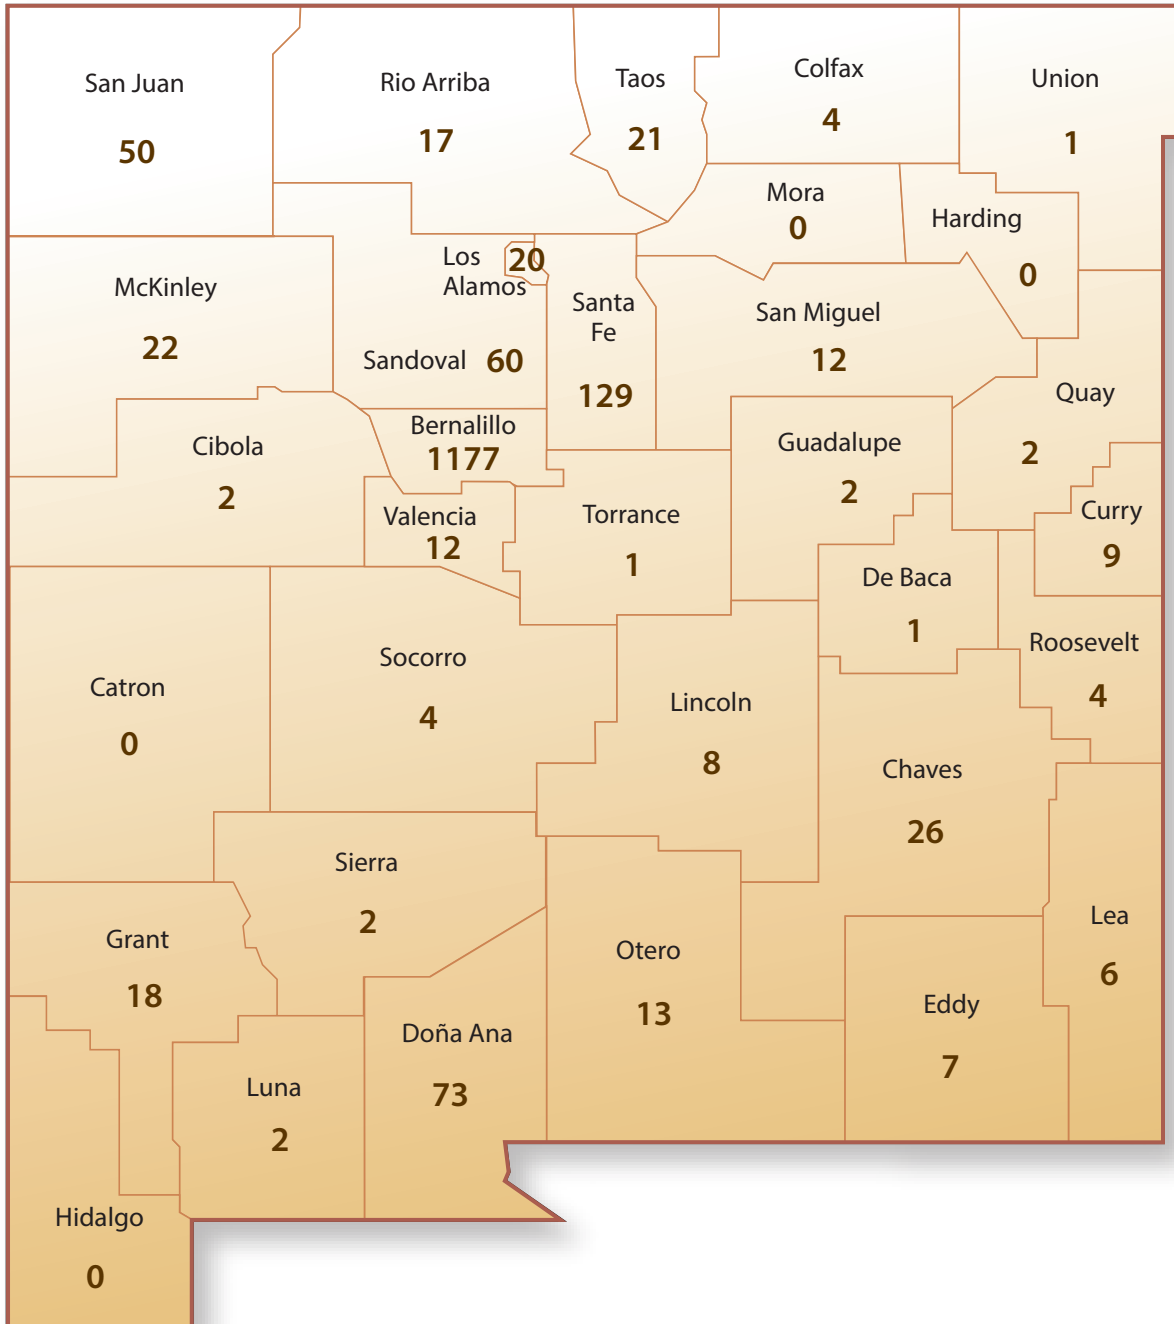 San Juan
50
Rio Arriba
17
Taos
21
Colfax
4
Union
1
Mora
0
Harding
0
McKinley
22
Los
Alamos
20
Sandoval 60
Santa
Fe
129
San Miguel
12
Quay
2
Cibola
2
Bernalillo
1177
Guadalupe
2
Curry
9
Valencia
12
Torrance
1
De Baca
1
Roosevelt
4
Catron
0
Socorro
4
Lincoln
8
Chaves
26
Sierra
2
Grant
18
Otero
13
Lea
6
Eddy
7
Doña Ana
73
Luna
2
Hidalgo
0